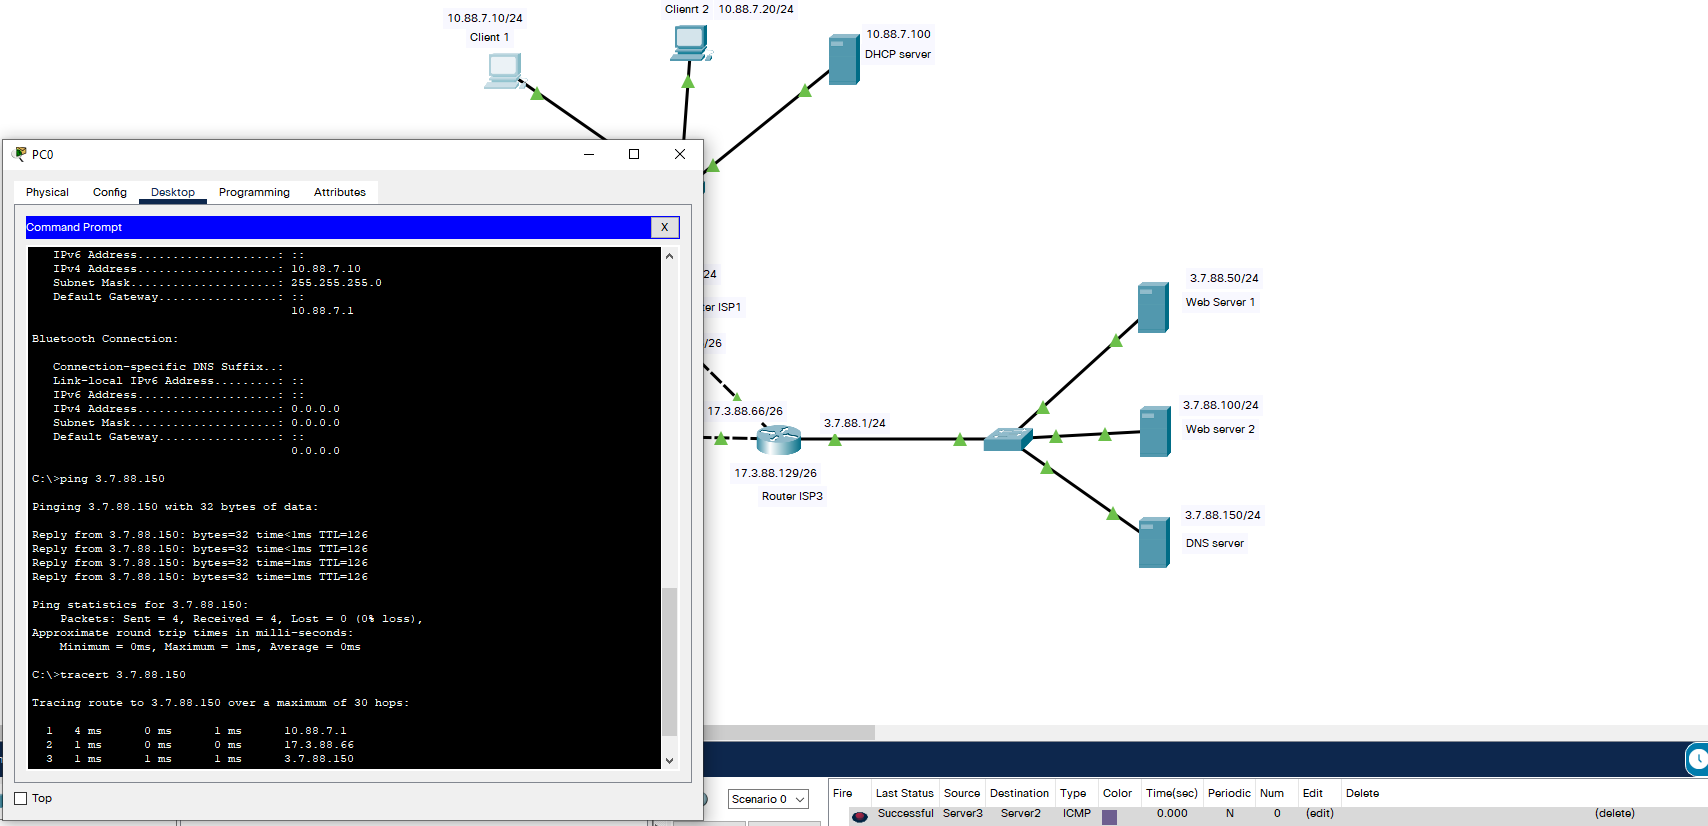 10.88.7.10/24
Client 1
Clienrt 2   10.88.7.20/24
10.88.7.100
DHCP server
PC0
Physical Config Desktop Programming Attributes
Command Prompt X
IPv6 Address....................: ::
IPv4 Address....................: 10.88.7.10
Subnet Mask.....................: 255.255.255.0
Default Gateway.................: ::
10.88.7.1
Bluetooth Connection:
Connection-specific DNS Suffix..:
Link-local IPv6 Address.........: ::
IPv6 Address....................: ::
IPv4 Address....................: 0.0.0.0
Subnet Mask.....................: 0.0.0.0
Default Gateway.................: ::
0.0.0.0
C:\>ping 3.7.88.150
Pinging 3.7.88.150 with 32 bytes of data:
Reply from 3.7.88.150: bytes=32 time<1ms TTL=126
Reply from 3.7.88.150: bytes=32 time<1ms TTL=126
Reply from 3.7.88.150: bytes=32 time=1ms TTL=126
Reply from 3.7.88.150: bytes=32 time=1ms TTL=126
Ping statistics for 3.7.88.150:
Packets: Sent = 4, Received = 4, Lost = 0 (0% loss),
Approximate round trip times in milli-seconds:
Minimum = 0ms, Maximum = 1ms, Average = 0ms
C:\>tracert 3.7.88.150
Tracing route to 3.7.88.150 over a maximum of 30 hops:
1 4 ms 0 ms 1 ms 10.88.7.1
2 1 ms 0 ms 0 ms 17.3.88.66
3 1 ms 1 ms 1 ms 3.7.88.150
Top
24
ter ISP1
/26
17.3.88.66/26
3.7.88.1/24
17.3.88.129/26
Router ISP3
3.7.88.50/24
Web Server 1
3.7.88.100/24
Web server 2
3.7.88.150/24
DNS server
Scenario 0
Fire Last Status Source Destination Type Color Time(sec) Periodic Num Edit Delete
Successful Server3 Server2 ICMP 0.000 N 0 (edit) (delete)